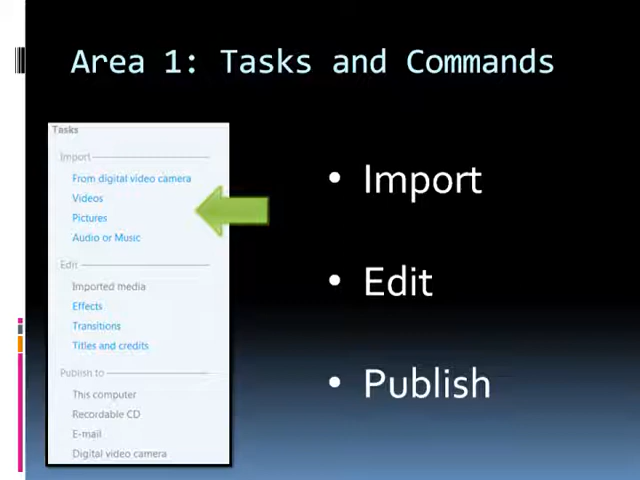 Area 1: Tasks and Commands
Tasks
Import
From digital video camera
Videos
Pictures
Audio or Music
Edit
Imported media
Effects
Transitions
Titles and credits
Publish to
This computer
Recordable CD
E-mail
Digital video camera
• Import
• Edit
• Publish